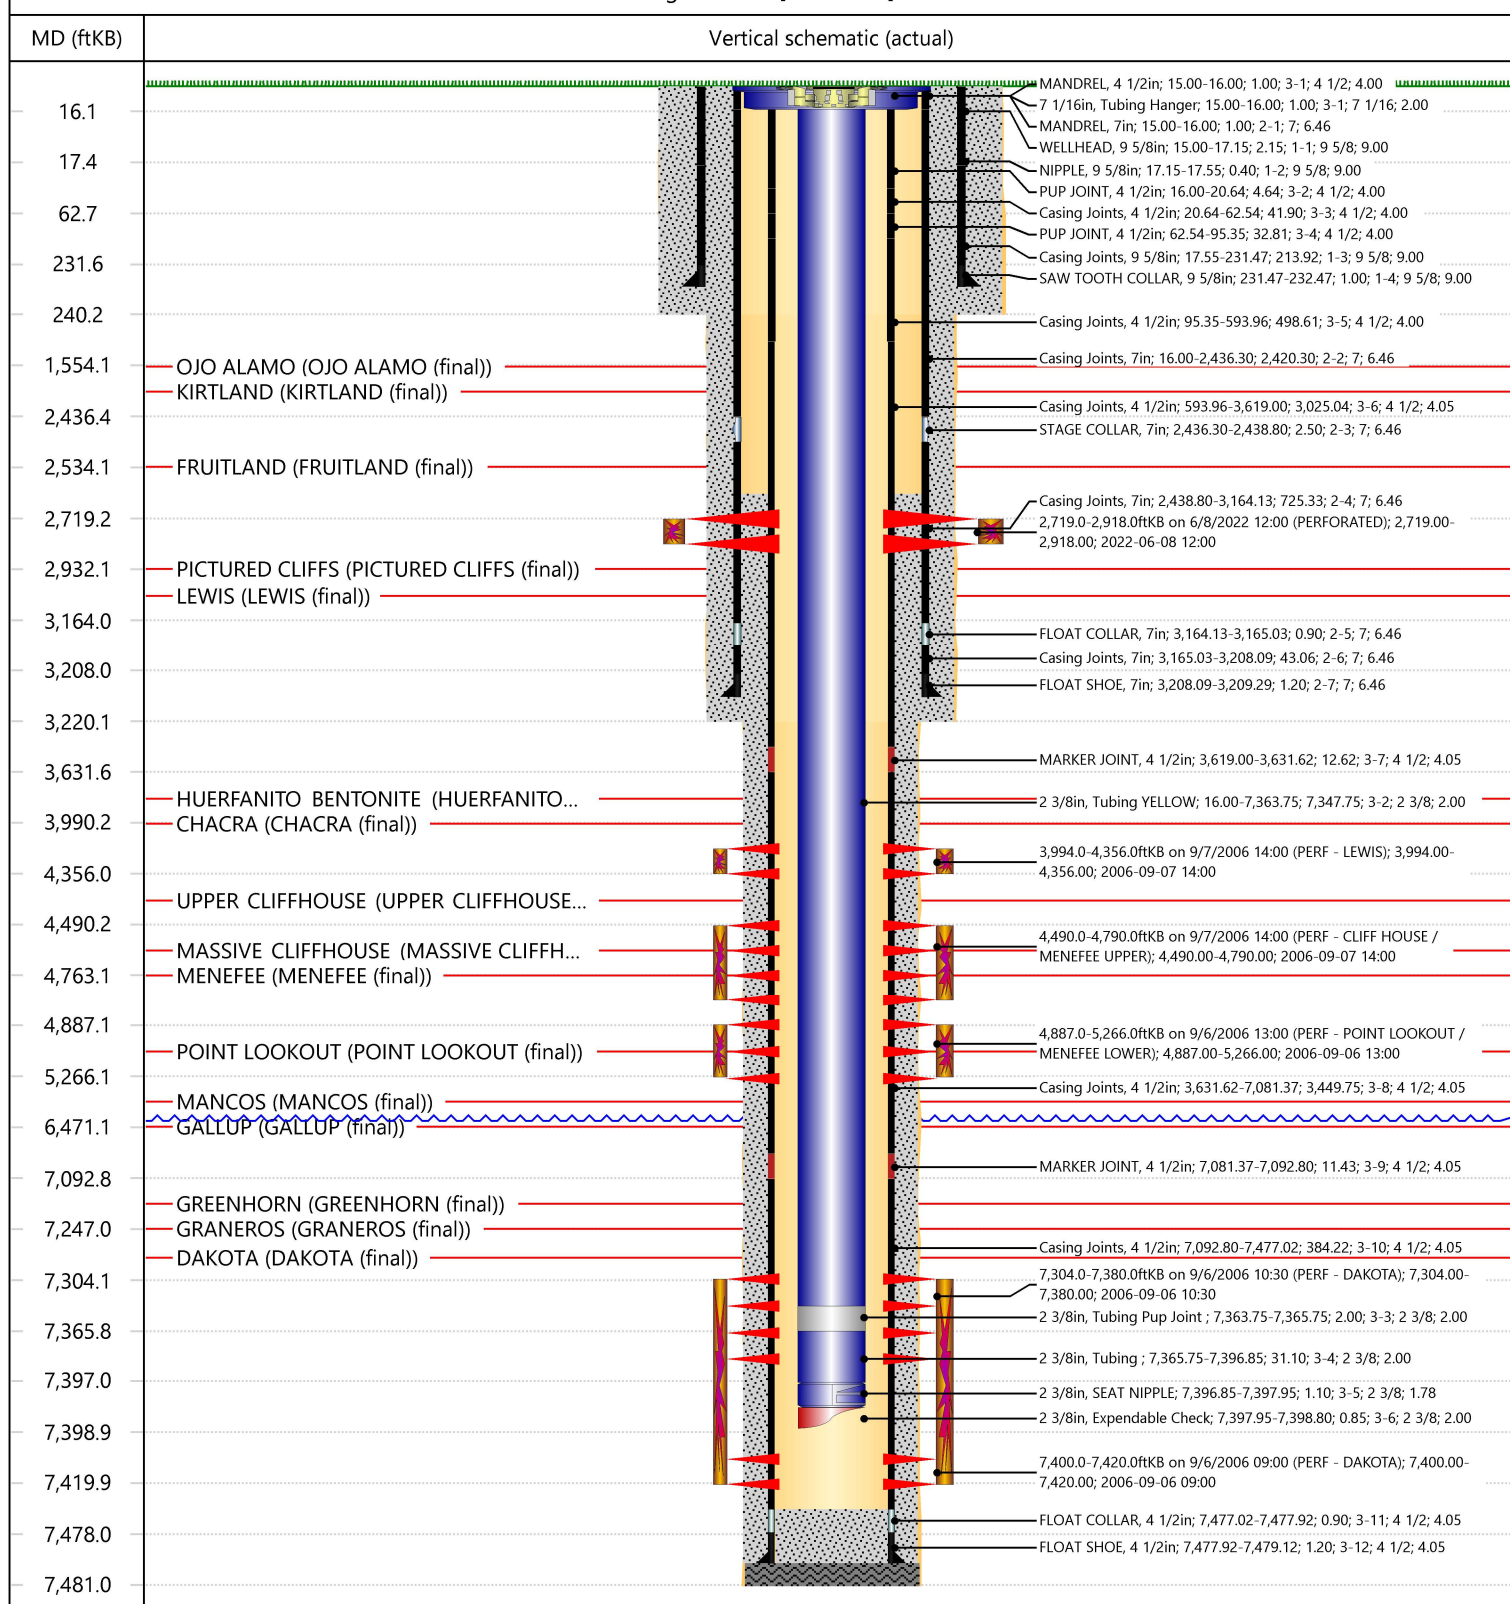 MD (ftKB)
Vertical schematic (actual)
MANDREL, 4 1/2in; 15.00-16.00; 1.00; 3-1; 4 1/2; 4.00
7 1/16in, Tubing Hanger; 15.00-16.00; 1.00; 3-1; 7 1/16; 2.00
16.1
MANDREL, 7in; 15.00-16.00; 1.00; 2-1; 7; 6.46
WELLHEAD, 9 5/8in; 15.00-17.15; 2.15; 1-1; 9 5/8; 9.00
17.4
NIPPLE, 9 5/8in; 17.15-17.55; 0.40; 1-2; 9 5/8; 9.00
PUP JOINT, 4 1/2in; 16.00-20.64; 4.64; 3-2; 4 1/2; 4.00
62.7
Casing Joints, 4 1/2in; 20.64-62.54; 41.90; 3-3; 4 1/2; 4.00
PUP JOINT, 4 1/2in; 62.54-95.35; 32.81; 3-4; 4 1/2; 4.00
231.6
Casing Joints, 9 5/8in; 17.55-231.47; 213.92; 1-3; 9 5/8; 9.00
SAW TOOTH COLLAR, 9 5/8in; 231.47-232.47; 1.00; 1-4; 9 5/8; 9.00
240.2
Casing Joints, 4 1/2in; 95.35-593.96; 498.61; 3-5; 4 1/2; 4.00
1,554.1
OJO ALAMO (OJO ALAMO (final))
Casing Joints, 7in; 16.00-2,436.30; 2,420.30; 2-2; 7; 6.46
KIRTLAND (KIRTLAND (final))
Casing Joints, 4 1/2in; 593.96-3,619.00; 3,025.04; 3-6; 4 1/2; 4.05
2,436.4
STAGE COLLAR, 7in; 2,436.30-2,438.80; 2.50; 2-3; 7; 6.46
2,534.1
FRUITLAND (FRUITLAND (final))
Casing Joints, 7in; 2,438.80-3,164.13; 725.33; 2-4; 7; 6.46
2,719.2
2,719.0-2,918.0ftKB on 6/8/2022 12:00 (PERFORATED); 2,719.00-
2,918.00; 2022-06-08 12:00
2,932.1
PICTURED CLIFFS (PICTURED CLIFFS (final))
LEWIS (LEWIS (final))
3,164.0
FLOAT COLLAR, 7in; 3,164.13-3,165.03; 0.90; 2-5; 7; 6.46
Casing Joints, 7in; 3,165.03-3,208.09; 43.06; 2-6; 7; 6.46
3,208.0
FLOAT SHOE, 7in; 3,208.09-3,209.29; 1.20; 2-7; 7; 6.46
3,220.1
MARKER JOINT, 4 1/2in; 3,619.00-3,631.62; 12.62; 3-7; 4 1/2; 4.05
3,631.6
HUERFANITO BENTONITE (HUERFANITO...
2 3/8in, Tubing YELLOW; 16.00-7,363.75; 7,347.75; 3-2; 2 3/8; 2.00
3,990.2
CHACRA (CHACRA (final))
3,994.0-4,356.0ftKB on 9/7/2006 14:00 (PERF - LEWIS); 3,994.00-
4,356.00; 2006-09-07 14:00
4,356.0
UPPER CLIFFHOUSE (UPPER CLIFFHOUSE...
4,490.2
4,490.0-4,790.0ftKB on 9/7/2006 14:00 (PERF - CLIFF HOUSE /
MENEFEE UPPER); 4,490.00-4,790.00; 2006-09-07 14:00
MASSIVE CLIFFHOUSE (MASSIVE CLIFFH...
4,763.1
MENEFEE (MENEFEE (final))
4,887.1
4,887.0-5,266.0ftKB on 9/6/2006 13:00 (PERF - POINT LOOKOUT /
MENEFEE LOWER); 4,887.00-5,266.00; 2006-09-06 13:00
POINT LOOKOUT (POINT LOOKOUT (final))
5,266.1
Casing Joints, 4 1/2in; 3,631.62-7,081.37; 3,449.75; 3-8; 4 1/2; 4.05
MANCOS (MANCOS (final))
6,471.1
GALLUP (GALLUP (final))
MARKER JOINT, 4 1/2in; 7,081.37-7,092.80; 11.43; 3-9; 4 1/2; 4.05
7,092.8
GREENHORN (GREENHORN (final))
7,247.0
GRANEROS (GRANEROS (final))
Casing Joints, 4 1/2in; 7,092.80-7,477.02; 384.22; 3-10; 4 1/2; 4.05
DAKOTA (DAKOTA (final))
7,304.1
7,304.0-7,380.0ftKB on 9/6/2006 10:30 (PERF - DAKOTA); 7,304.00-
7,380.00; 2006-09-06 10:30
2 3/8in, Tubing Pup Joint ; 7,363.75-7,365.75; 2.00; 3-3; 2 3/8; 2.00
7,365.8
2 3/8in, Tubing ; 7,365.75-7,396.85; 31.10; 3-4; 2 3/8; 2.00
7,397.0
2 3/8in, SEAT NIPPLE; 7,396.85-7,397.95; 1.10; 3-5; 2 3/8; 1.78
2 3/8in, Expendable Check; 7,397.95-7,398.80; 0.85; 3-6; 2 3/8; 2.00
7,398.9
7,400.0-7,420.0ftKB on 9/6/2006 09:00 (PERF - DAKOTA); 7,400.00-
7,420.00; 2006-09-06 09:00
7,419.9
FLOAT COLLAR, 4 1/2in; 7,477.02-7,477.92; 0.90; 3-11; 4 1/2; 4.05
7,478.0
FLOAT SHOE, 4 1/2in; 7,477.92-7,479.12; 1.20; 3-12; 4 1/2; 4.05
7,481.0